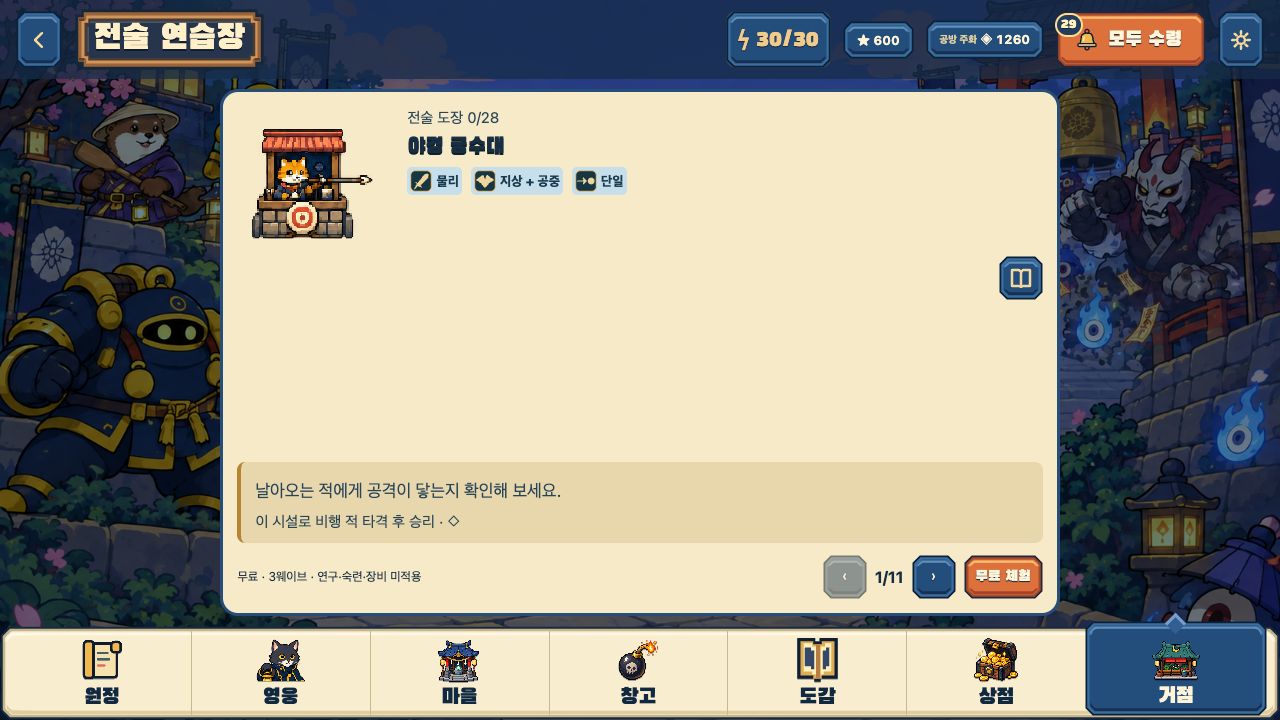 전술 연습장
30/30
600
공방 주화 1260
29
모두 수령
전술 도장 0/28
야명 총수대
물리
지상 + 공중
단일
날아오는 적에게 공격이 닿는지 확인해 보세요.
이 시설로 비행 적 타격 후 승리 · ◇
무료 · 3웨이브 · 연구·숙련·장비 미적용
‹ 1/11 ›
무료 체험
원정
영웅
마을
창고
도감
상점
거점